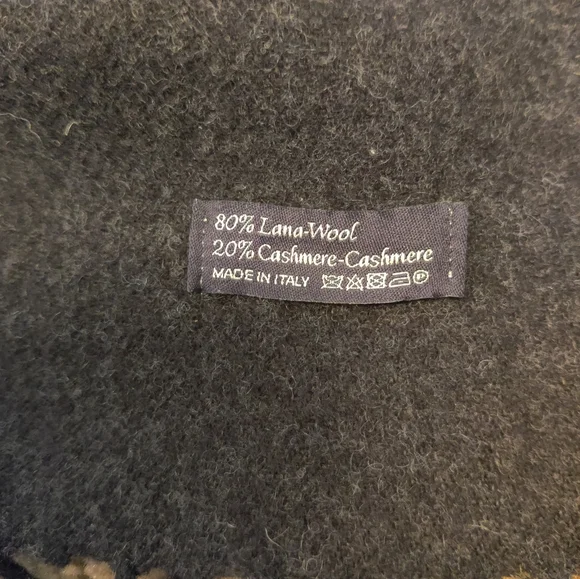 80% Lana-Wool
20% Cashmere-Cashmere
MADE IN ITALY